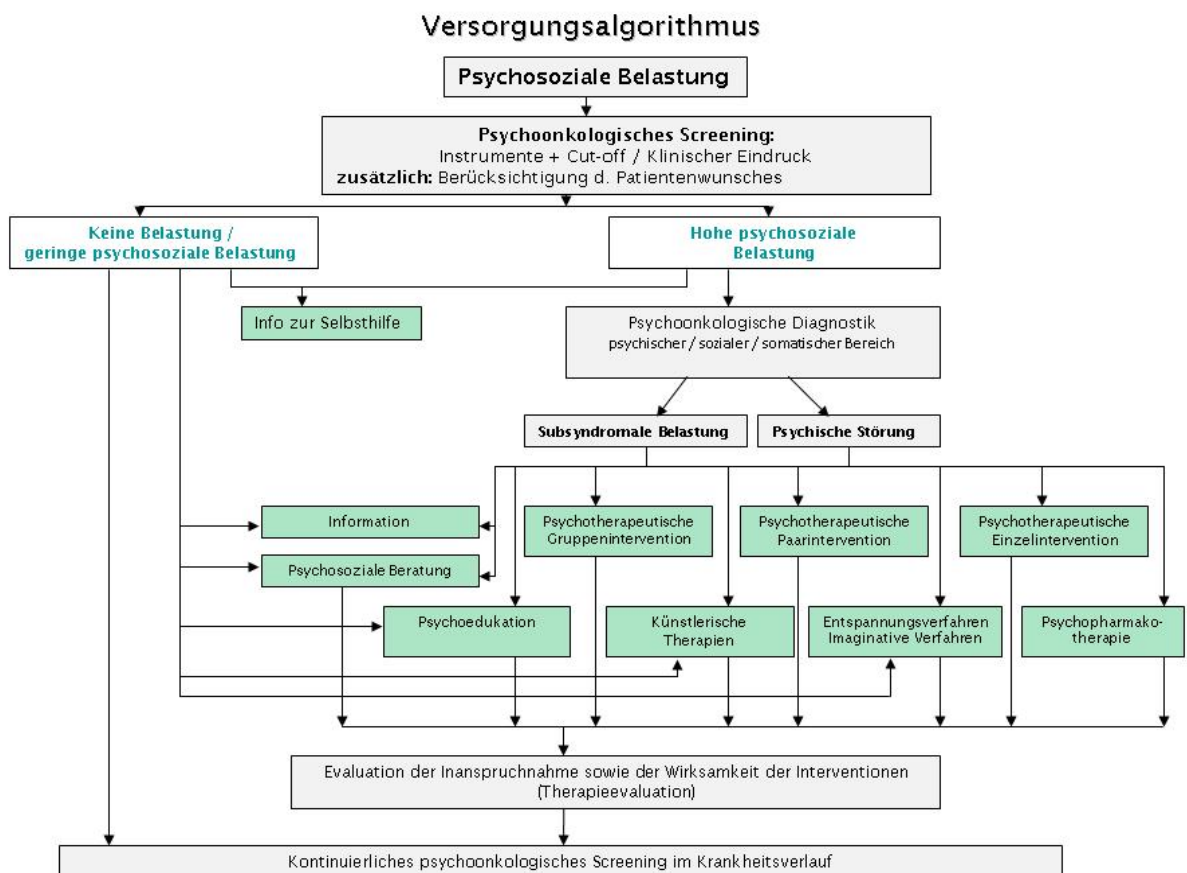 Versorgungsalgorithmus
Psychosoziale Belastung
Psychoonkologisches Screening:
Instrumente + Cut-off / Klinischer Eindruck
zusätzlich: Berücksichtigung d. Patientenwunsches
Keine Belastung /
geringe psychosoziale Belastung
Hohe psychosoziale
Belastung
Info zur Selbsthilfe
Psychoonkologische Diagnostik
psychischer / sozialer / somatischer Bereich
Subsyndromale Belastung
Psychische Störung
Information
Psychosoziale Beratung
Psychotherapeutische
Gruppenintervention
Psychotherapeutische
Paarintervention
Psychotherapeutische
Einzelintervention
Psychoedukation
Künstlerische
Therapien
Entspannungsverfahren
Imaginative Verfahren
Psychopharmako-
therapie
Evaluation der Inanspruchnahme sowie der Wirksamkeit der Interventionen
(Therapieevaluation)
Kontinuierliches psychoonkologisches Screening im Krankheitsverlauf